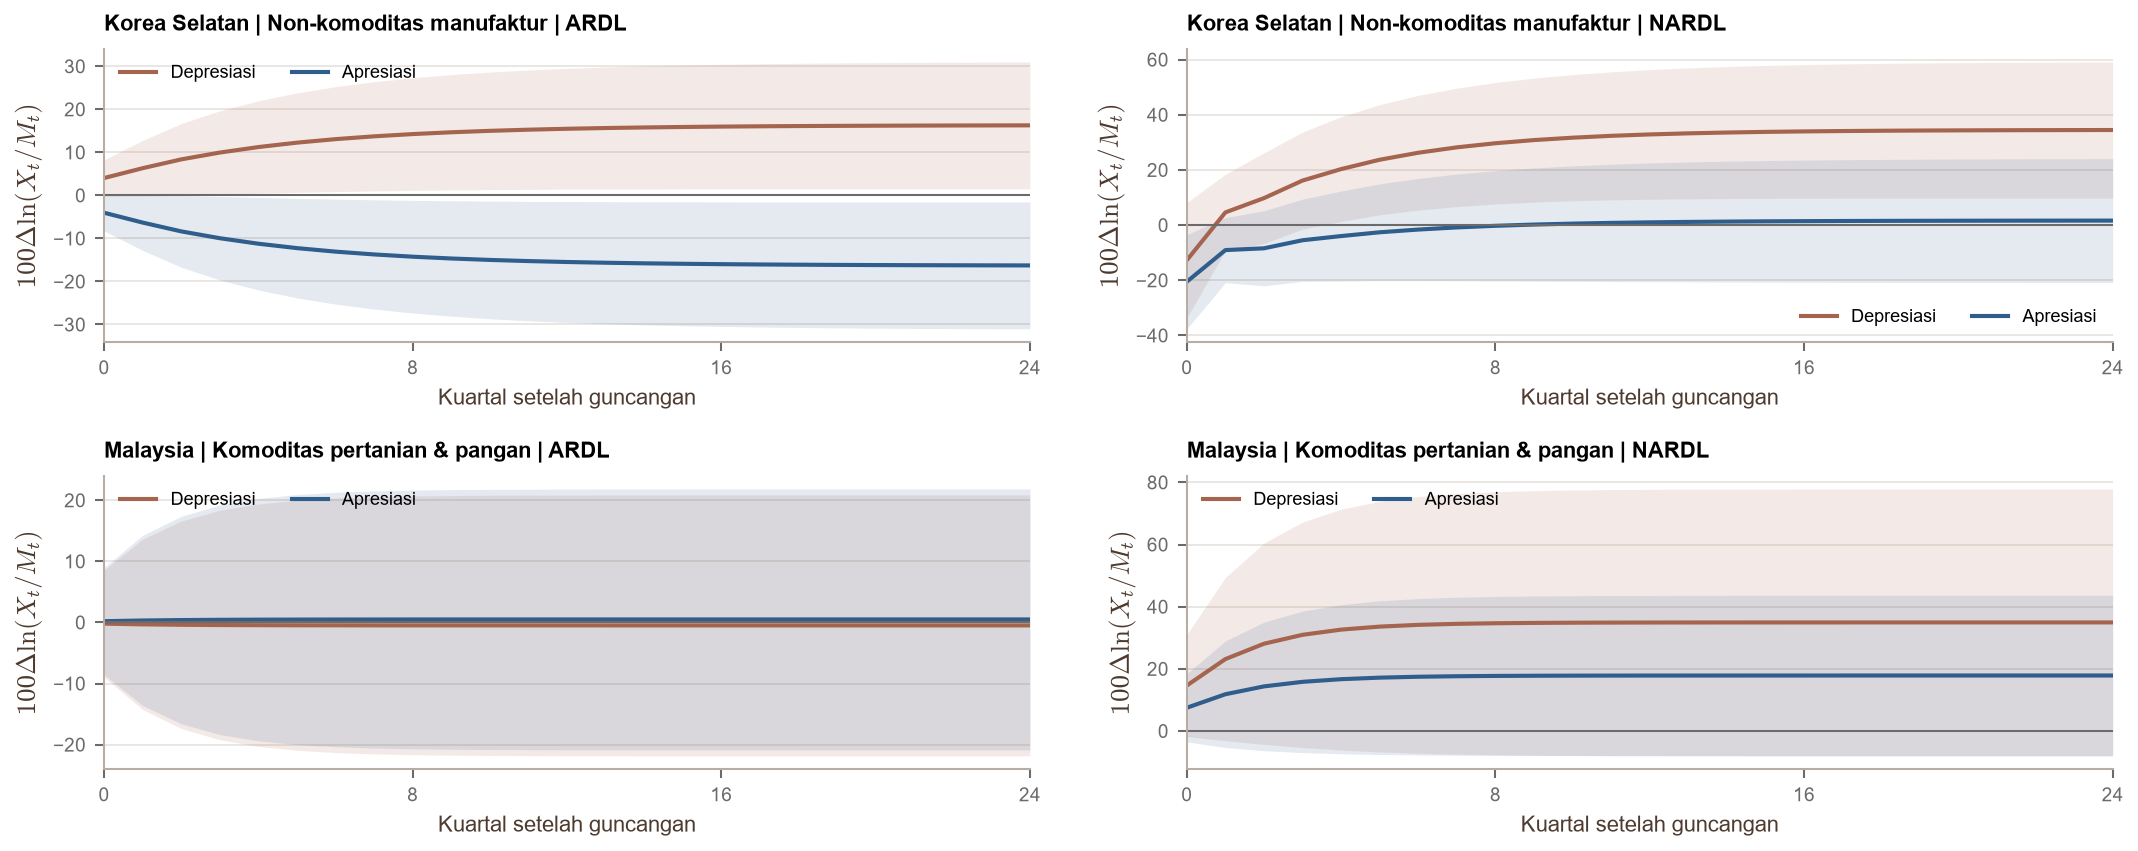 Korea Selatan | Non-komoditas manufaktur | ARDL
100Δln(X_t/M_t)
30
20
10
0
−10
−20
−30
Depresiasi
Apresiasi
0
8
16
24
Kuartal setelah guncangan
Korea Selatan | Non-komoditas manufaktur | NARDL
100Δln(X_t/M_t)
60
40
20
0
−20
−40
Depresiasi
Apresiasi
0
8
16
24
Kuartal setelah guncangan
Malaysia | Komoditas pertanian & pangan | ARDL
100Δln(X_t/M_t)
20
10
0
−10
−20
Depresiasi
Apresiasi
0
8
16
24
Kuartal setelah guncangan
Malaysia | Komoditas pertanian & pangan | NARDL
100Δln(X_t/M_t)
80
60
40
20
0
Depresiasi
Apresiasi
0
8
16
24
Kuartal setelah guncangan